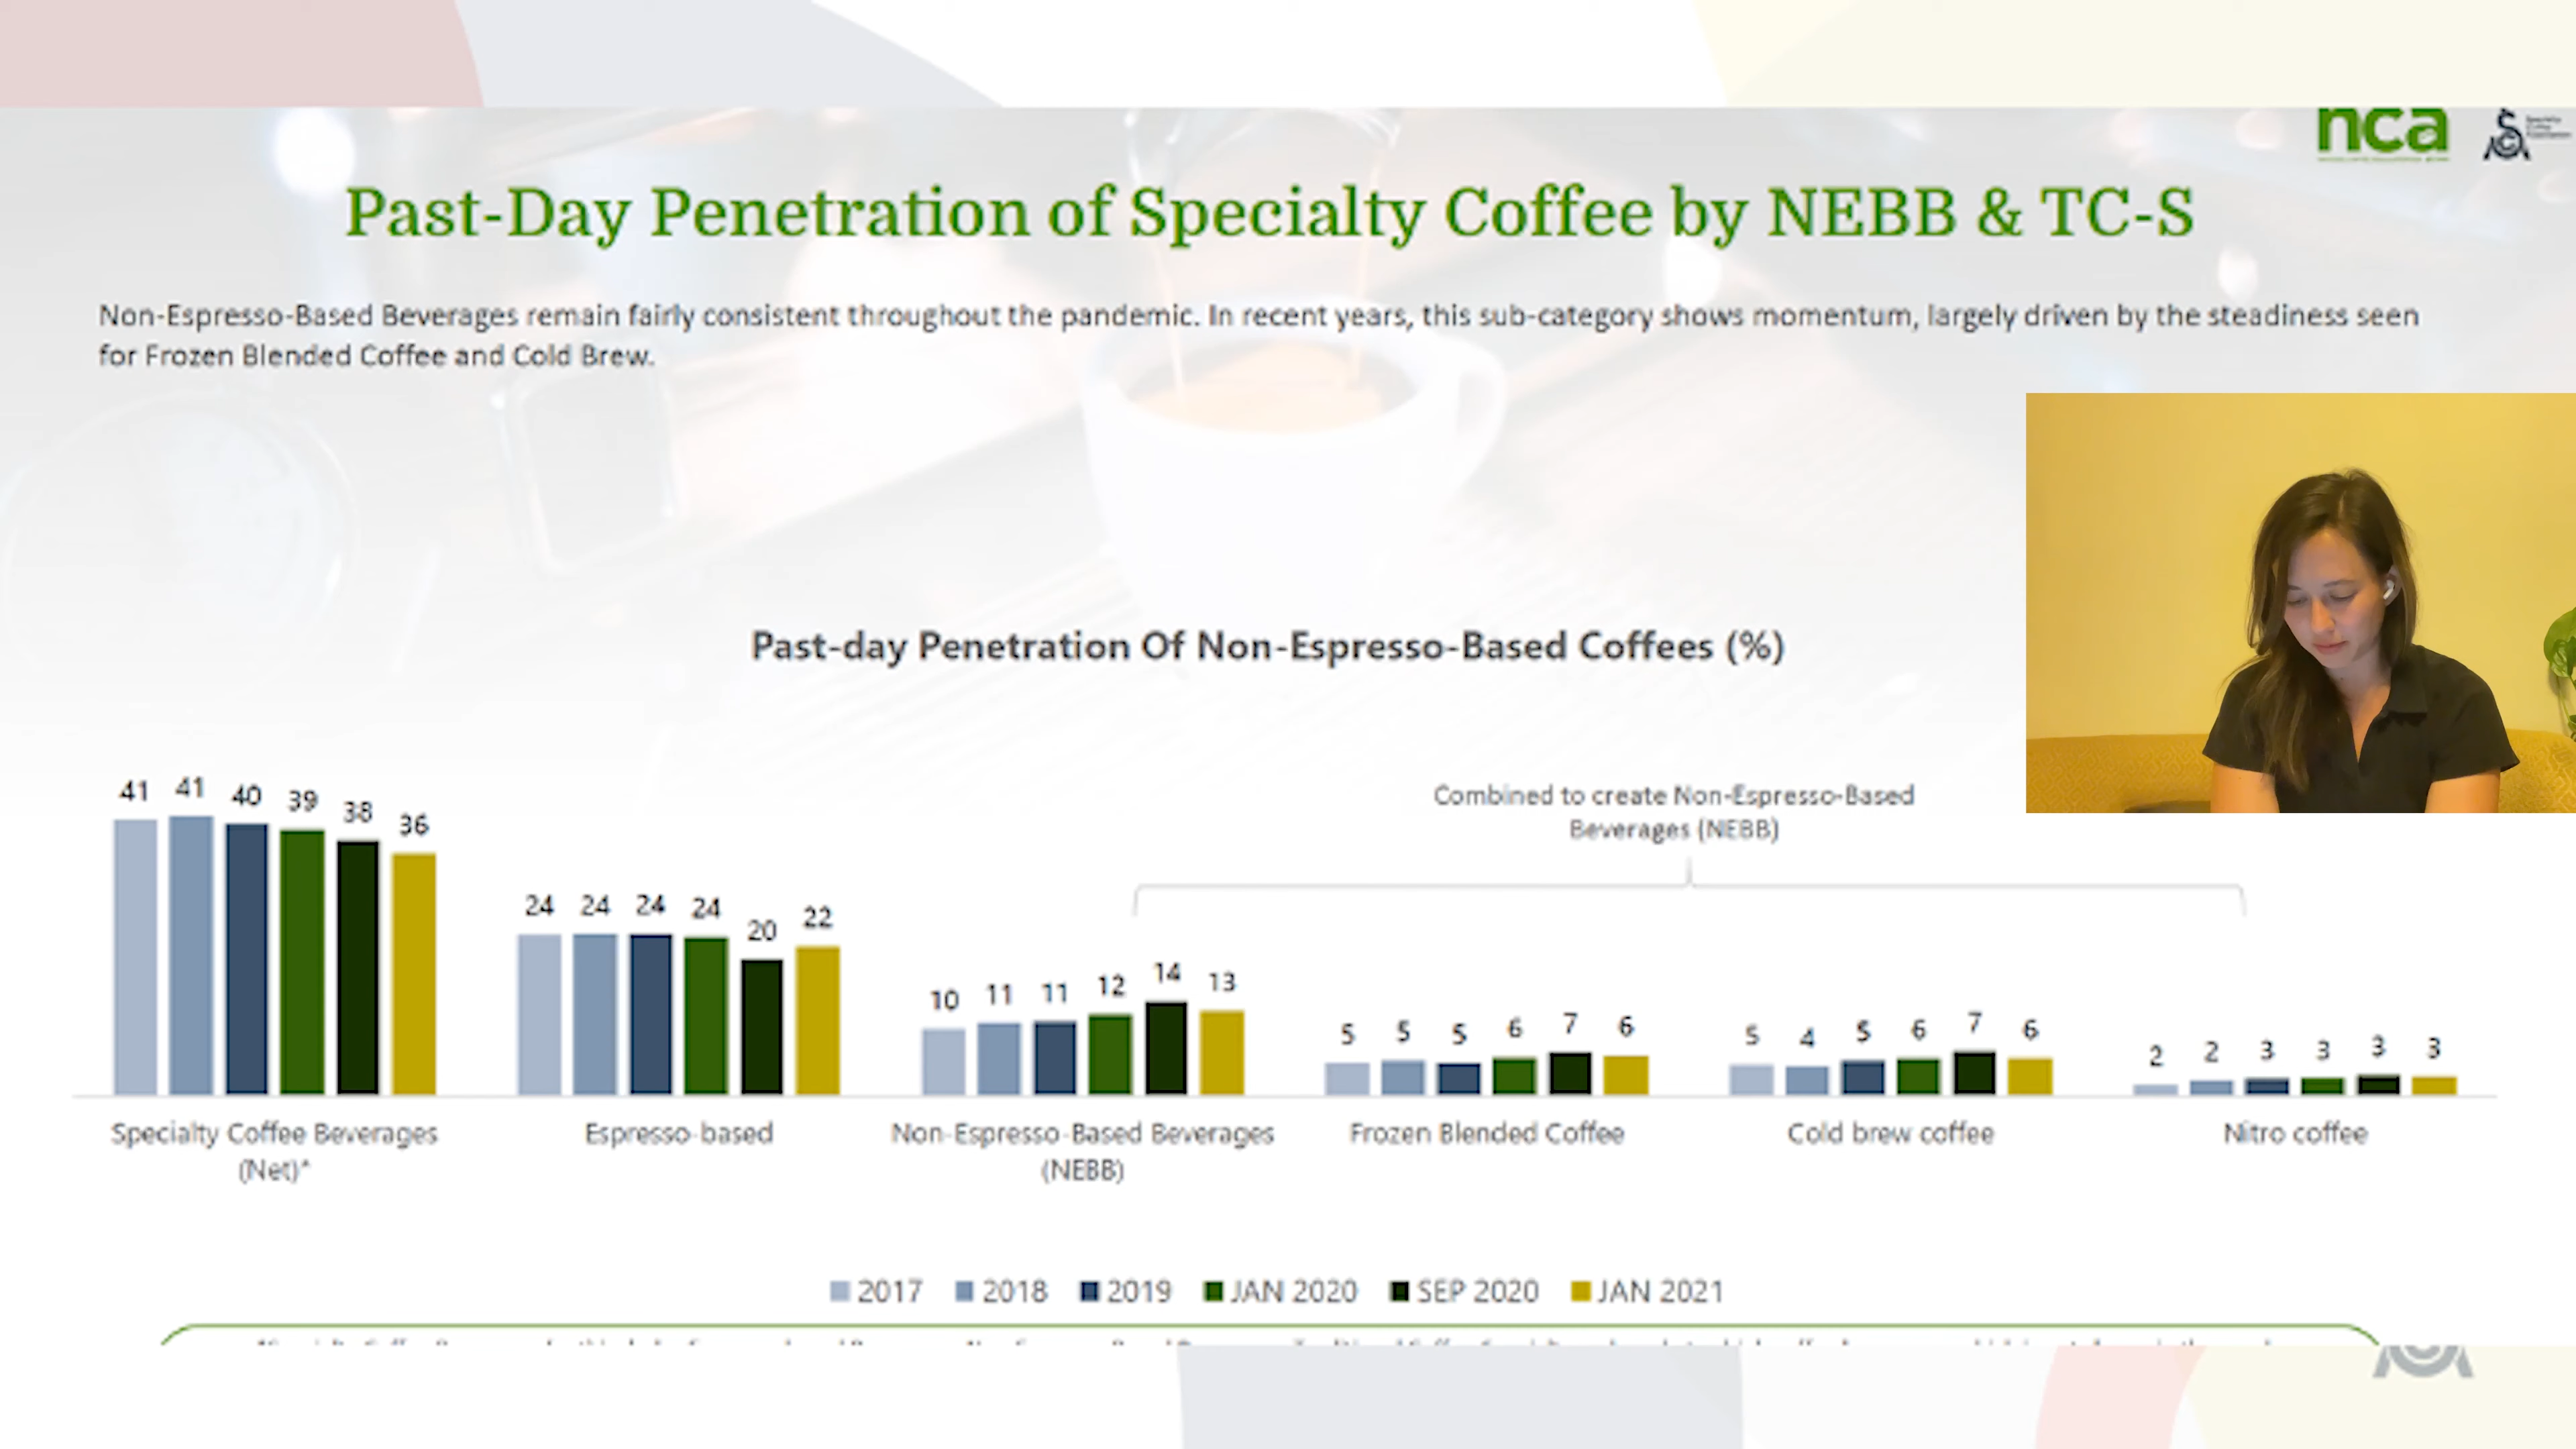 nca
Past-Day Penetration of Specialty Coffee by NEBB & TC-S
Non-Espresso-Based Beverages remain fairly consistent throughout the pandemic. In recent years, this sub-category shows momentum, largely driven by the steadiness seen
for Frozen Blended Coffee and Cold Brew.
Past-day Penetration Of Non-Espresso-Based Coffees (%)
Combined to create Non-Espresso-Based
Beverages (NEBB)
41 41 40 39 38 36
24 24 24 24 20 22
10 11 11 12 14 13
5 5 5 6 7 6
5 4 5 6 7 6
2 2 3 3 3 3
Specialty Coffee Beverages
(Net)^
Espresso-based
Non-Espresso-Based Beverages
(NEBB)
Frozen Blended Coffee
Cold brew coffee
Nitro coffee
2017 2018 2019 JAN 2020 SEP 2020 JAN 2021